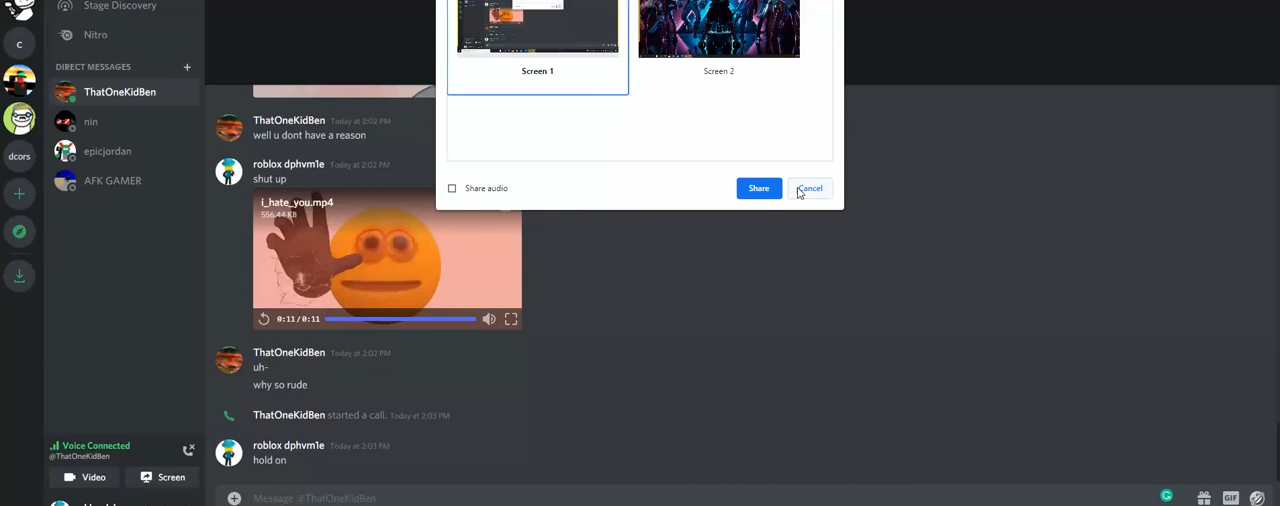 Stage Discovery
Nitro
DIRECT MESSAGES +
ThatOneKidBen
nin
epicjordan
AFK GAMER
C
dcors
Voice Connected
@ThatOneKidBen
Video
Screen
Screen 1
Screen 2
Share audio
Share
Cancel
ThatOneKidBen Today at 2:02 PM
well u dont have a reason
roblox dphvm1e Today at 2:02 PM
shut up
i_hate_you.mp4
556.44 KB
0:11/0:11
ThatOneKidBen Today at 2:02 PM
uh-
why so rude
ThatOneKidBen started a call. Today at 2:03 PM
roblox dphvm1e Today at 2:03 PM
hold on
Message @ThatOneKidBen
GIF